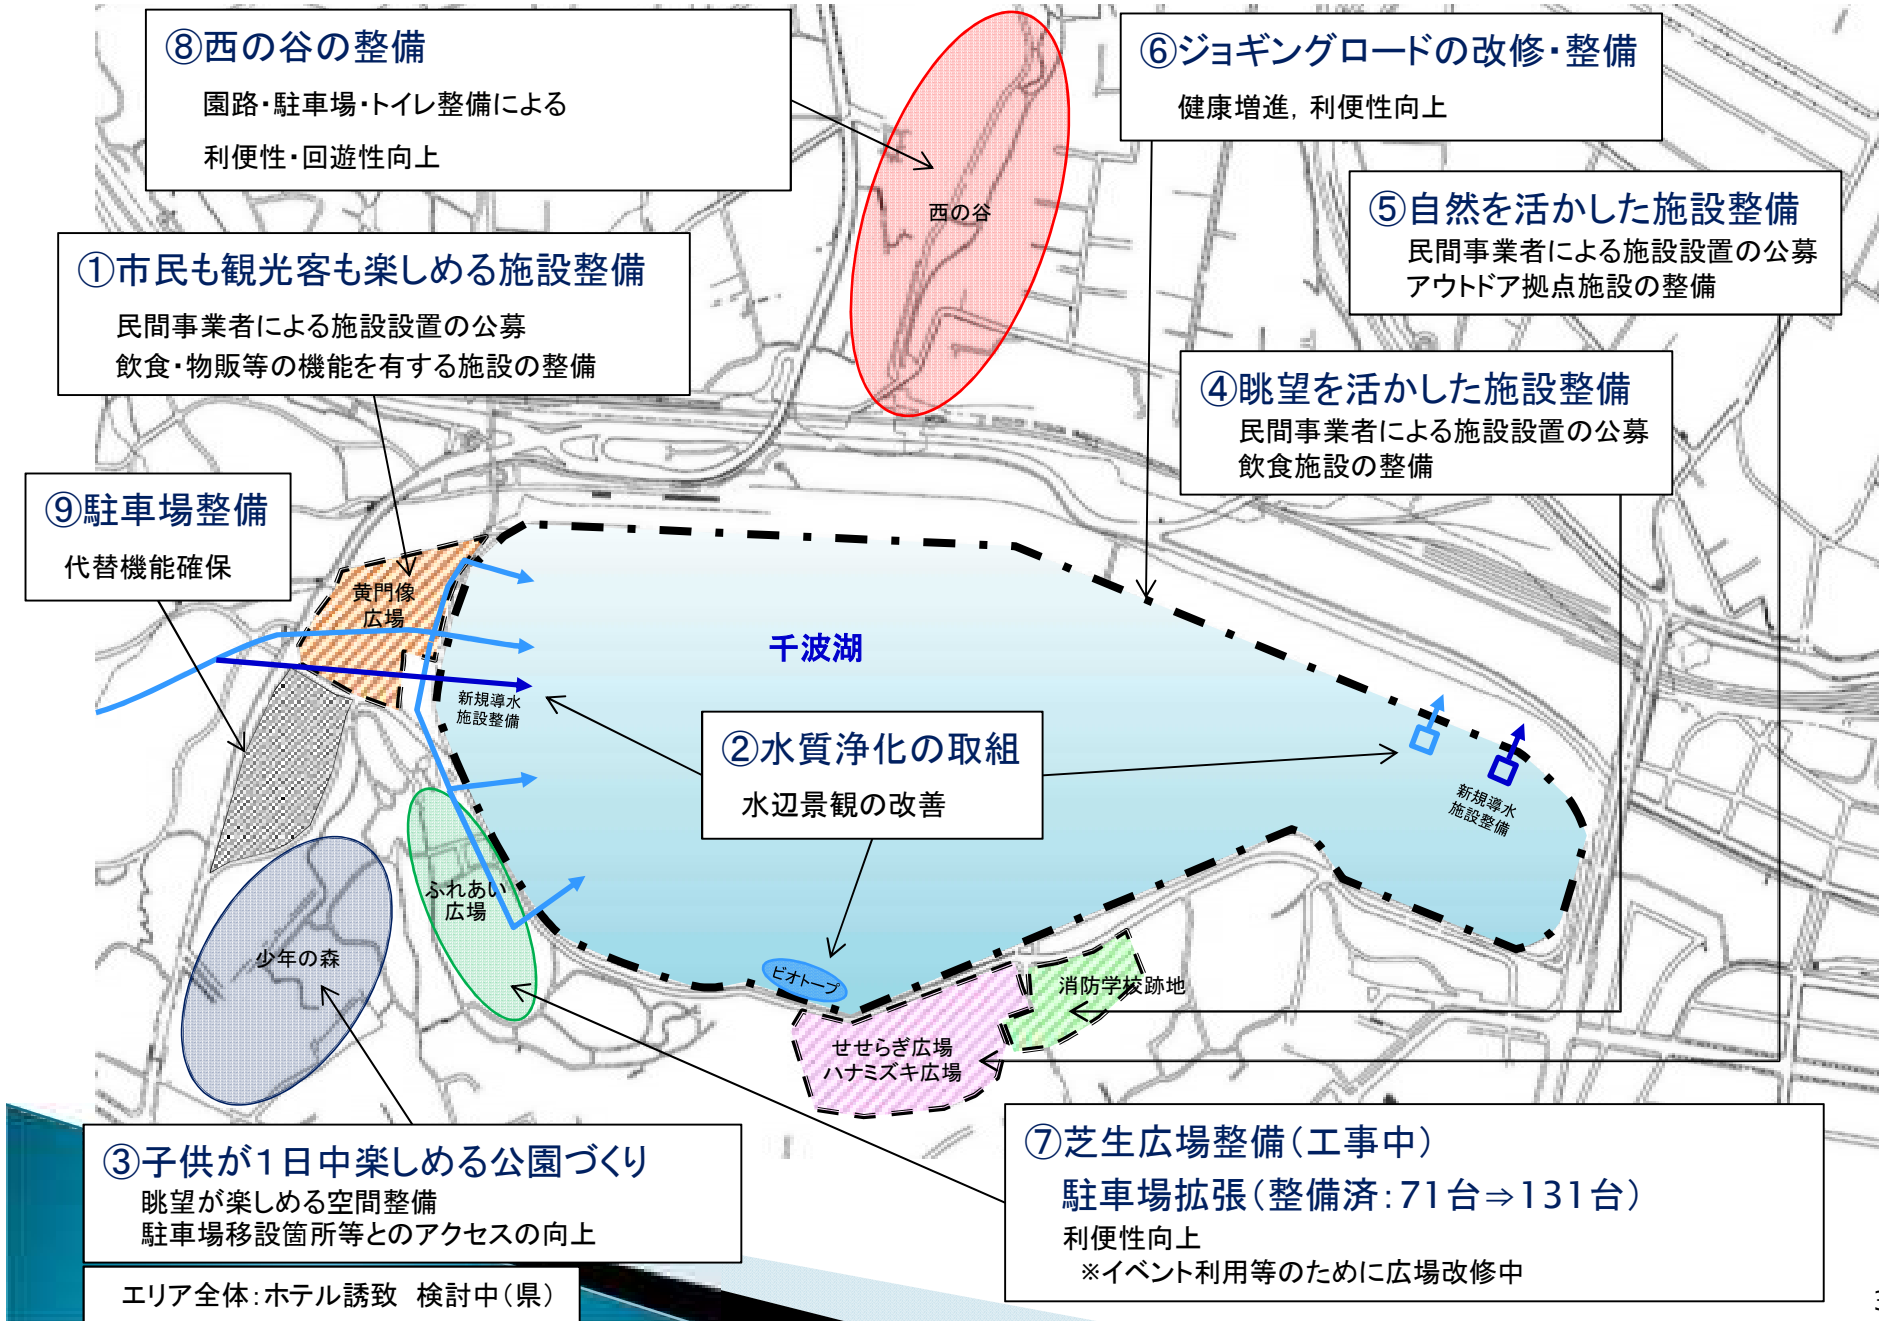 ⑧西の谷の整備
園路・駐車場・トイレ整備による
利便性・回遊性向上
⑥ジョギングロードの改修・整備
健康増進，利便性向上
西の谷
⑤自然を活かした施設整備
民間事業者による施設設置の公募
アウトドア拠点施設の整備
①市民も観光客も楽しめる施設整備
民間事業者による施設設置の公募
飲食・物販等の機能を有する施設の整備
④眺望を活かした施設整備
民間事業者による施設設置の公募
飲食施設の整備
⑨駐車場整備
代替機能確保
黄門像
広場
千波湖
新規導水
施設整備
②水質浄化の取組
水辺景観の改善
新規導水
施設整備
ふれあい
広場
少年の森
ビオトープ
消防学校跡地
せせらぎ広場
ハナミズキ広場
③子供が１日中楽しめる公園づくり
眺望が楽しめる空間整備
駐車場移設箇所等とのアクセスの向上
⑦芝生広場整備（工事中）
駐車場拡張（整備済：71台⇒131台）
利便性向上
※イベント利用等のために広場改修中
エリア全体：ホテル誘致　検討中（県）